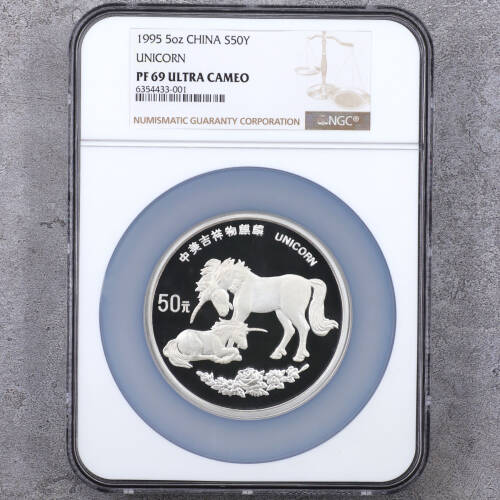 1995 5oz CHINA S50Y
UNICORN
PF 69 ULTRA CAMEO
6354433-001
NUMISMATIC GUARANTY CORPORATION
NGC®
中美吉祥物麒麟 UNICORN
50元